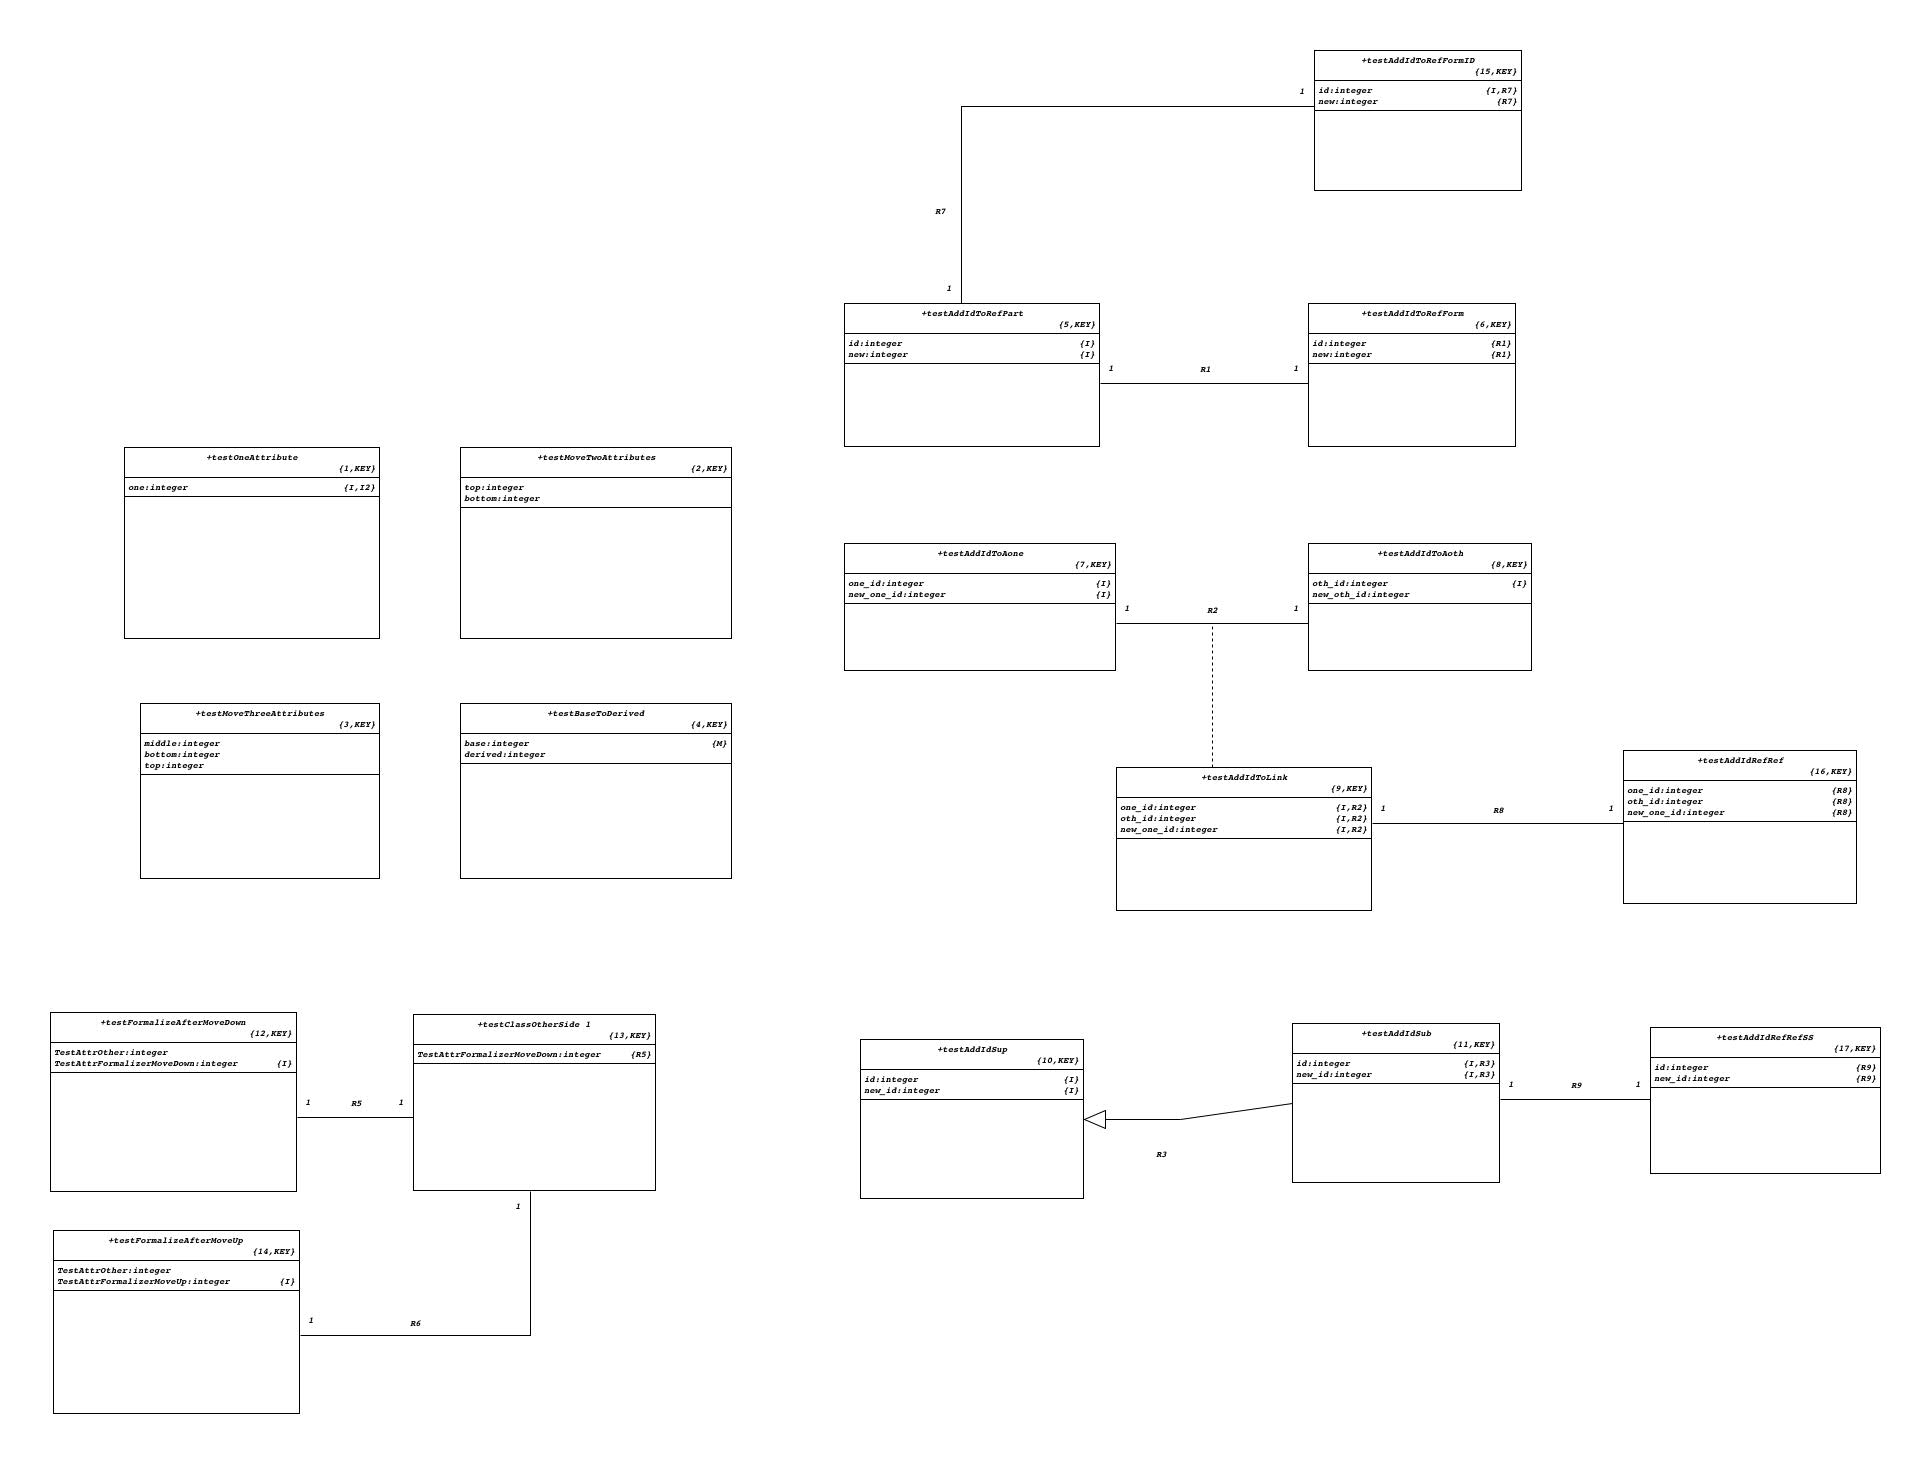 +testAddIdToRefFormID
{15,KEY}
id:integer {I,R7}
new:integer {R7}
1
R7
1
+testAddIdToRefPart
{5,KEY}
id:integer {I}
new:integer {I}
1 R1 1
+testAddIdToRefForm
{6,KEY}
id:integer {R1}
new:integer {R1}
+testOneAttribute
{1,KEY}
one:integer {I,I2}
+testMoveTwoAttributes
{2,KEY}
top:integer
bottom:integer
+testAddIdToAone
{7,KEY}
one_id:integer {I}
new_one_id:integer {I}
1 R2 1
+testAddIdToAoth
{8,KEY}
oth_id:integer {I}
new_oth_id:integer
+testMoveThreeAttributes
{3,KEY}
middle:integer
bottom:integer
top:integer
+testBaseToDerived
{4,KEY}
base:integer {M}
derived:integer
+testAddIdToLink
{9,KEY}
one_id:integer {I,R2}
oth_id:integer {I,R2}
new_one_id:integer {I,R2}
1 R8 1
+testAddIdRefRef
{16,KEY}
one_id:integer {R8}
oth_id:integer {R8}
new_one_id:integer {R8}
+testFormalizeAfterMoveDown
{12,KEY}
TestAttrOther:integer
TestAttrFormalizerMoveDown:integer {I}
1 R5 1
+testClassOtherSide 1
{13,KEY}
TestAttrFormalizerMoveDown:integer {R5}
1
+testAddIdSup
{10,KEY}
id:integer {I}
new_id:integer {I}
R3
+testAddIdSub
{11,KEY}
id:integer {I,R3}
new_id:integer {I,R3}
1 R9 1
+testAddIdRefRefSS
{17,KEY}
id:integer {R9}
new_id:integer {R9}
+testFormalizeAfterMoveUp
{14,KEY}
TestAttrOther:integer
TestAttrFormalizerMoveUp:integer {I}
1 R6